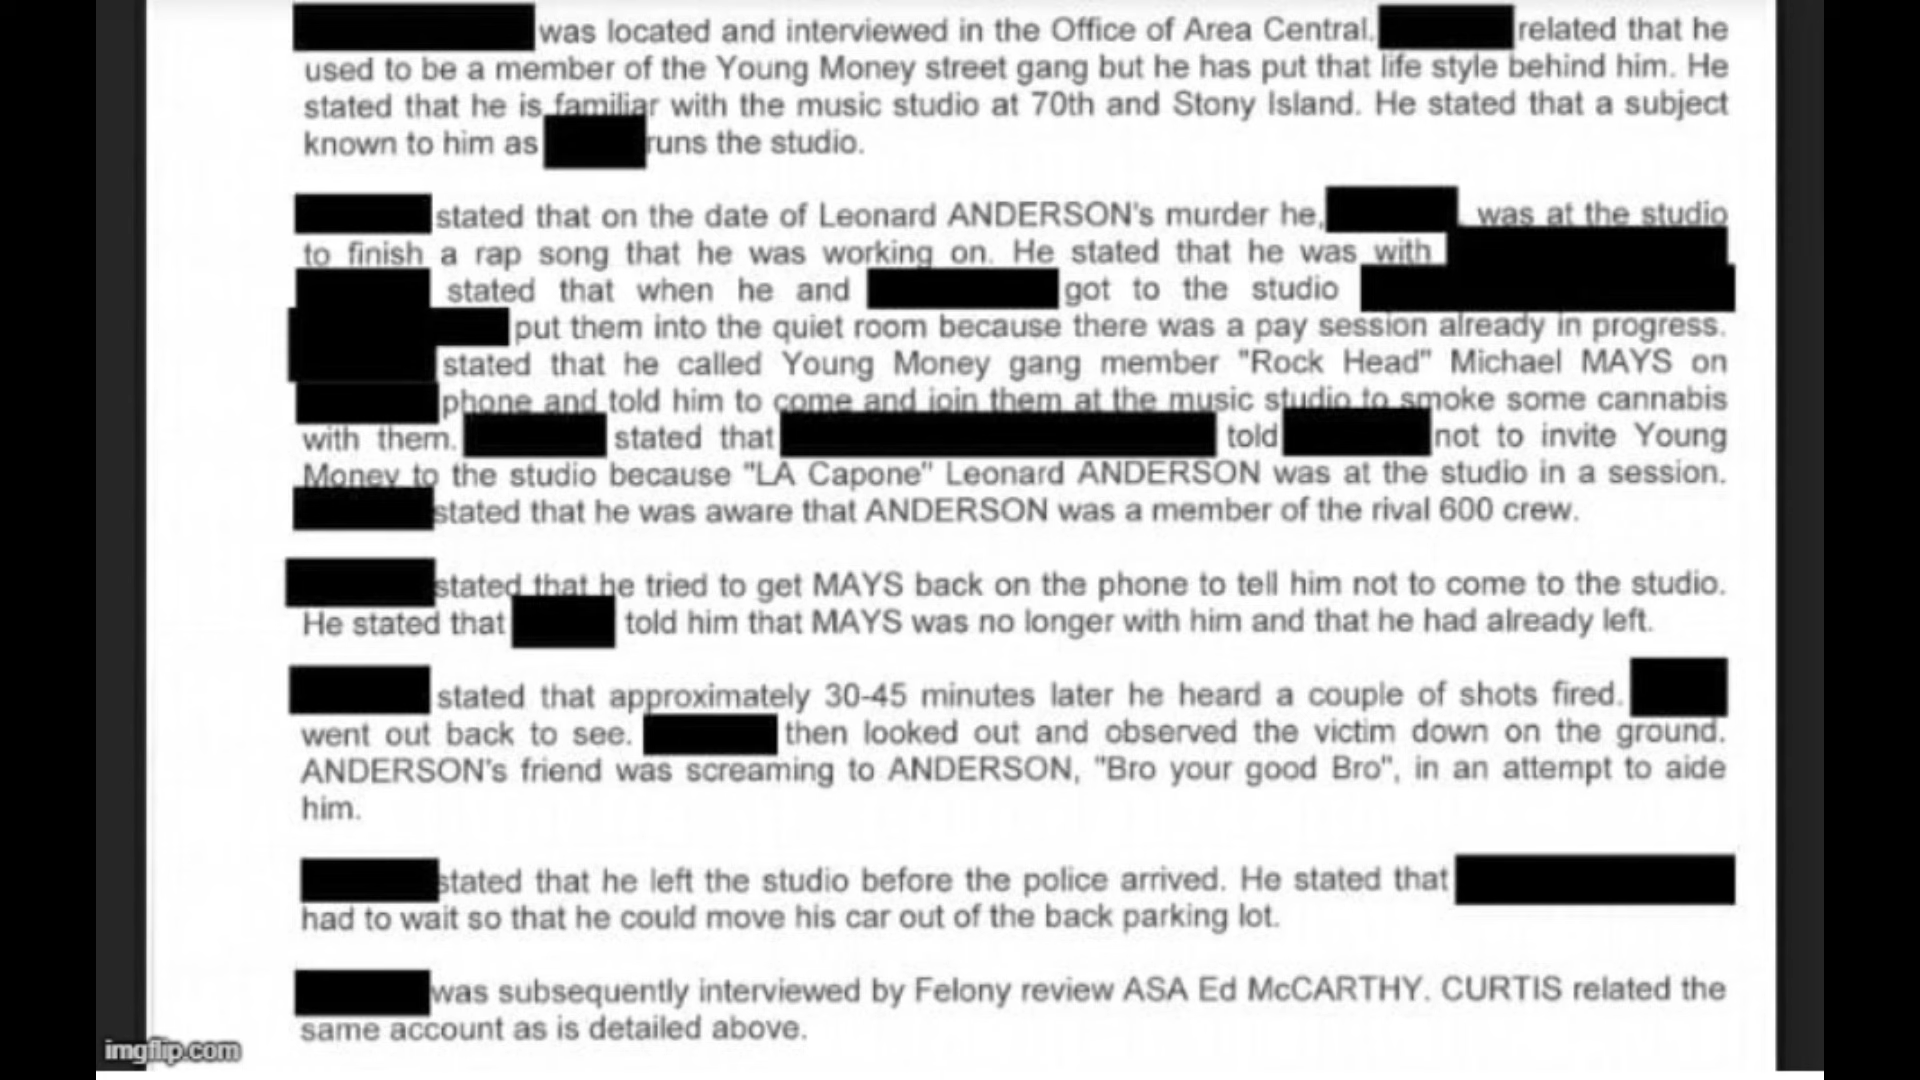 was located and interviewed in the Office of Area Central. related that he
used to be a member of the Young Money street gang but he has put that life style behind him. He
stated that he is familiar with the music studio at 70th and Stony Island. He stated that a subject
known to him as runs the studio.
stated that on the date of Leonard ANDERSON's murder he, was at the studio
to finish a rap song that he was working on. He stated that he was with
stated that when he and got to the studio
put them into the quiet room because there was a pay session already in progress.
stated that he called Young Money gang member "Rock Head" Michael MAYS on
phone and told him to come and join them at the music studio to smoke some cannabis
with them. stated that told not to invite Young
Money to the studio because "LA Capone" Leonard ANDERSON was at the studio in a session.
stated that he was aware that ANDERSON was a member of the rival 600 crew.
stated that he tried to get MAYS back on the phone to tell him not to come to the studio.
He stated that told him that MAYS was no longer with him and that he had already left.
stated that approximately 30-45 minutes later he heard a couple of shots fired.
went out back to see. then looked out and observed the victim down on the ground.
ANDERSON's friend was screaming to ANDERSON, "Bro your good Bro", in an attempt to aide
him.
stated that he left the studio before the police arrived. He stated that
had to wait so that he could move his car out of the back parking lot.
was subsequently interviewed by Felony review ASA Ed McCARTHY. CURTIS related the
same account as is detailed above.
imgflip.com